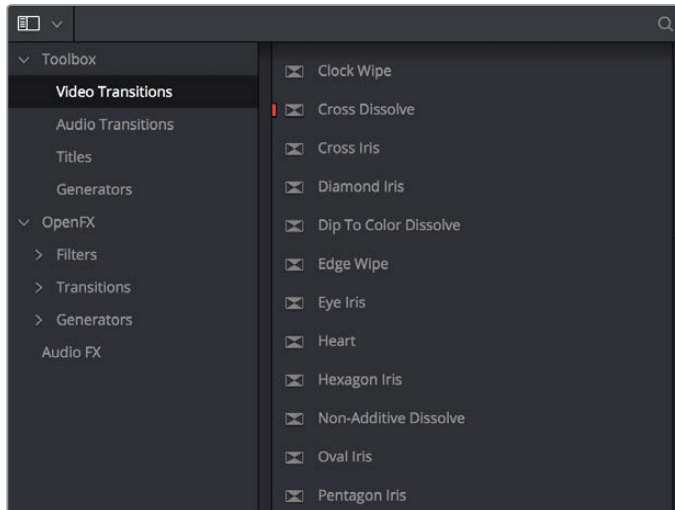 Toolbox
Video Transitions
Audio Transitions
Titles
Generators
OpenFX
Filters
Transitions
Generators
Audio FX
Clock Wipe
Cross Dissolve
Cross Iris
Diamond Iris
Dip To Color Dissolve
Edge Wipe
Eye Iris
Heart
Hexagon Iris
Non-Additive Dissolve
Oval Iris
Pentagon Iris